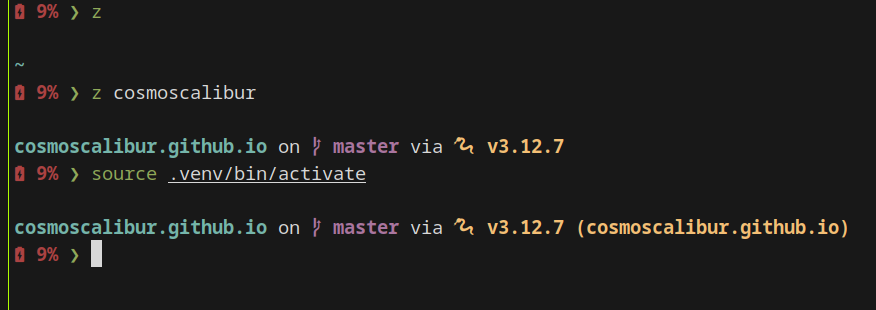 9% ❯ z
~
9% ❯ z cosmoscalibur
cosmoscalibur.github.io on master via v3.12.7
9% ❯ source .venv/bin/activate
cosmoscalibur.github.io on master via v3.12.7 (cosmoscalibur.github.io)
9% ❯